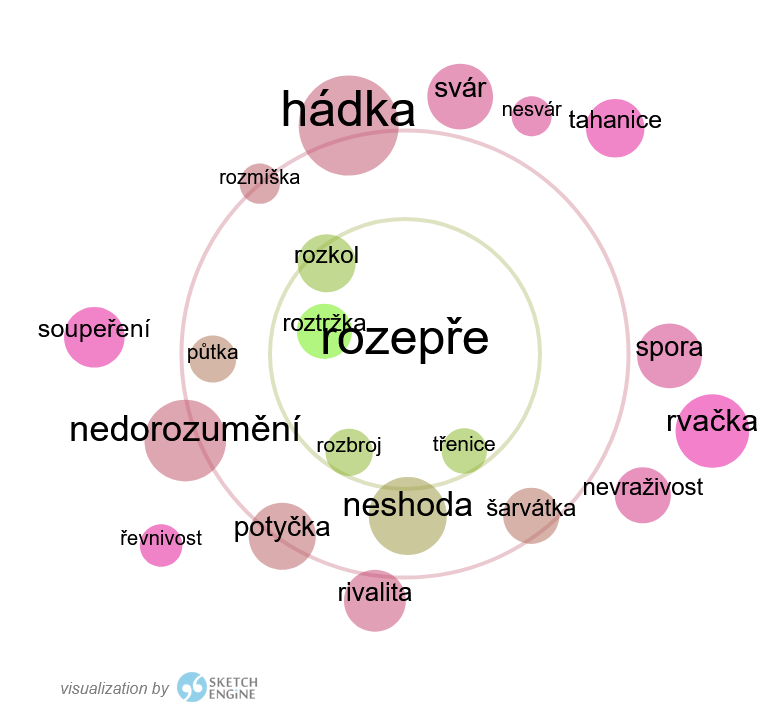 hádka
svár
nesvár
tahanice
rozmíška
rozkol
roztržka
rozepře
soupeření
půtka
spora
rvačka
nedorozumění
rozbroj
třenice
nevraživost
neshoda
šarvátka
potyčka
řevnivost
rivalita
visualization by SKETCH
ENGINE